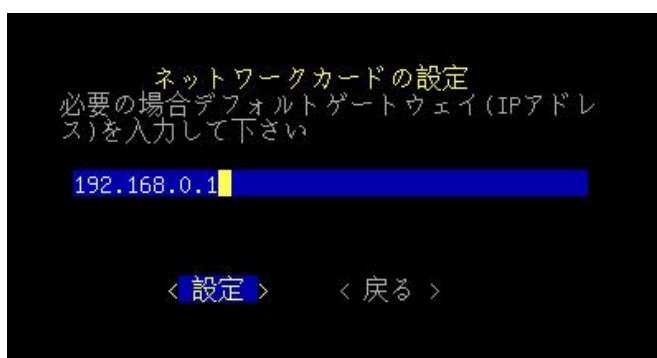 ネットワークカードの設定
必要の場合デフォルトゲートウェイ(IPアドレ
ス)を入力して下さい
192.168.0.1
< 設定 > < 戻る >